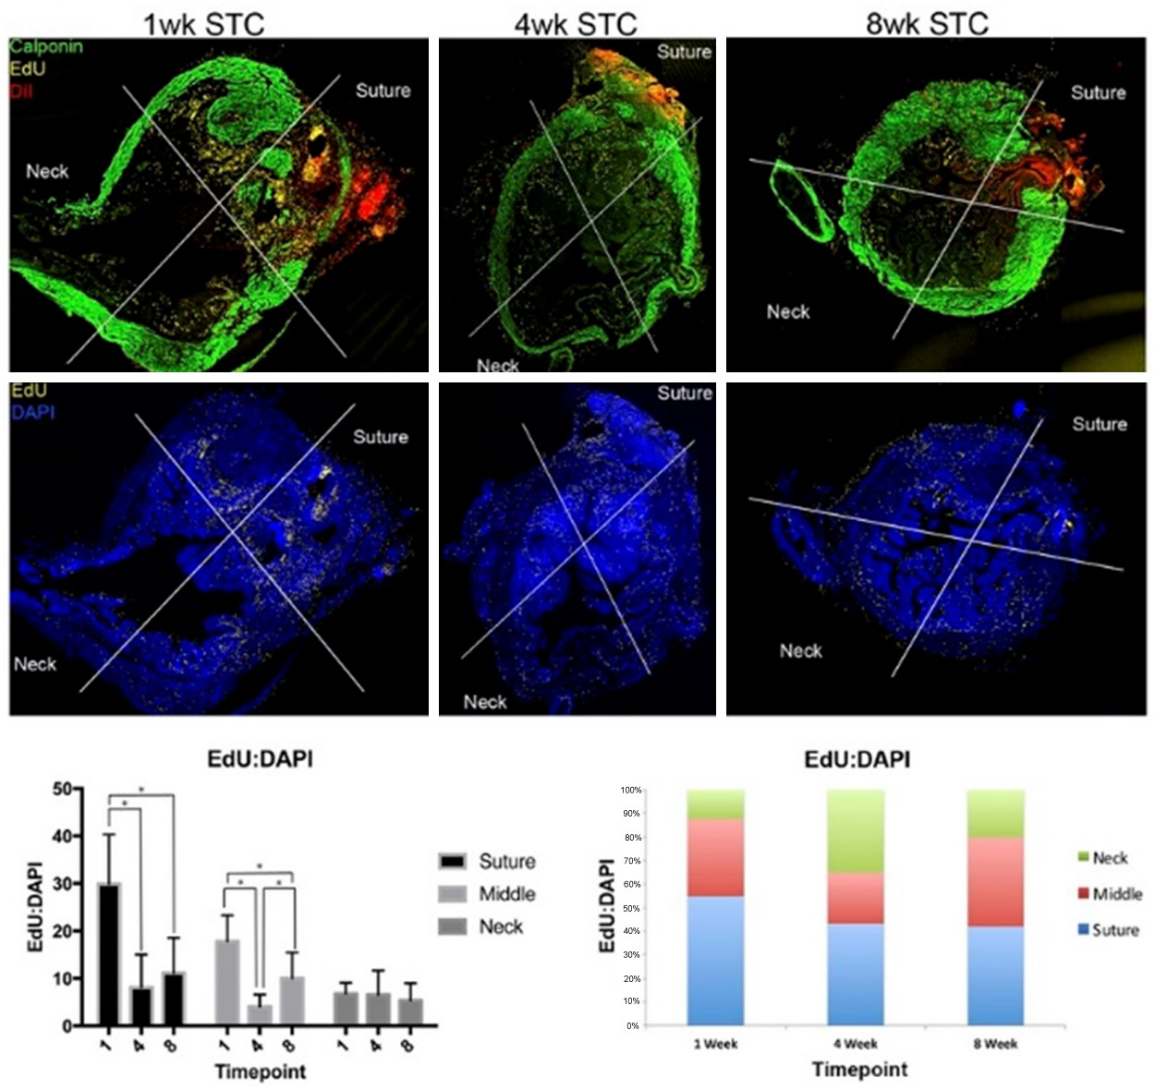 1wk STC
4wk STC
8wk STC
Calponin
EdU
DiI
Suture
Neck
Suture
Neck
Suture
Neck
EdU
DAPI
Suture
Neck
Suture
Neck
Suture
Neck
EdU:DAPI
EdU:DAPI
50
40
30
20
10
0
* * * * *
1 4 8 1 4 8 1 4 8
Timepoint
Suture
Middle
Neck
EdU:DAPI
EdU:DAPI
100%
90%
80%
70%
60%
50%
40%
30%
20%
10%
0%
1 Week 4 Week 8 Week
Timepoint
Neck
Middle
Suture